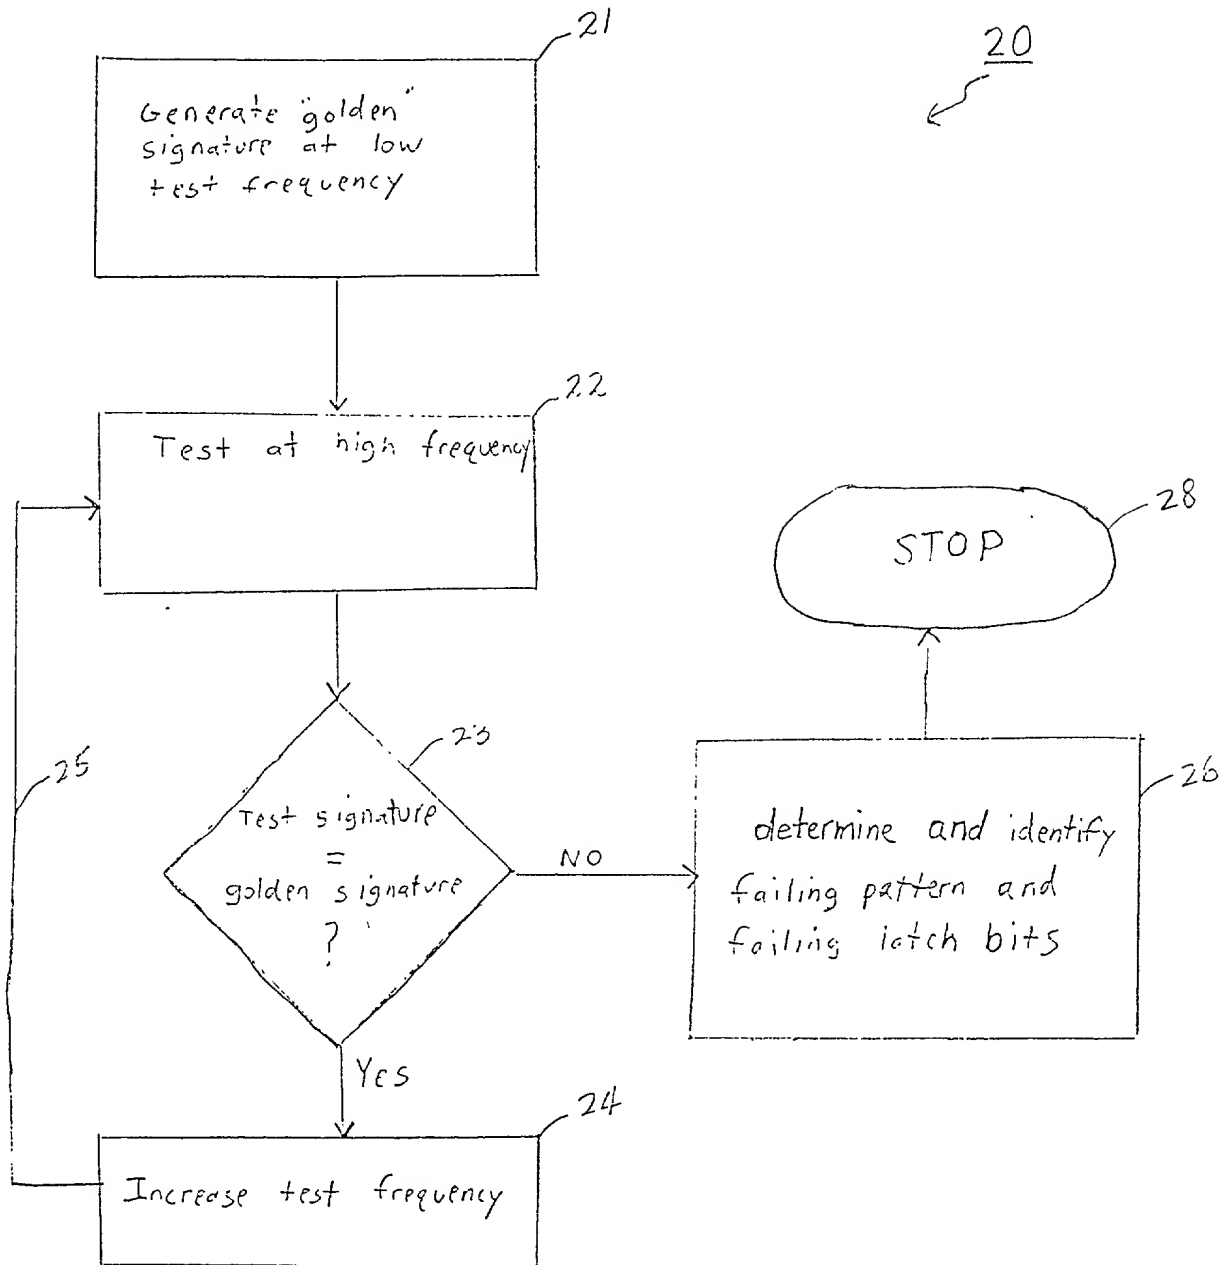 21
20
Generate "golden"
signature at low
test frequency
22
Test at high frequency
28
STOP
23
25
Test signature
=
golden signature
?
NO
26
determine and identify
failing pattern and
failing latch bits
YES
24
Increase test frequency